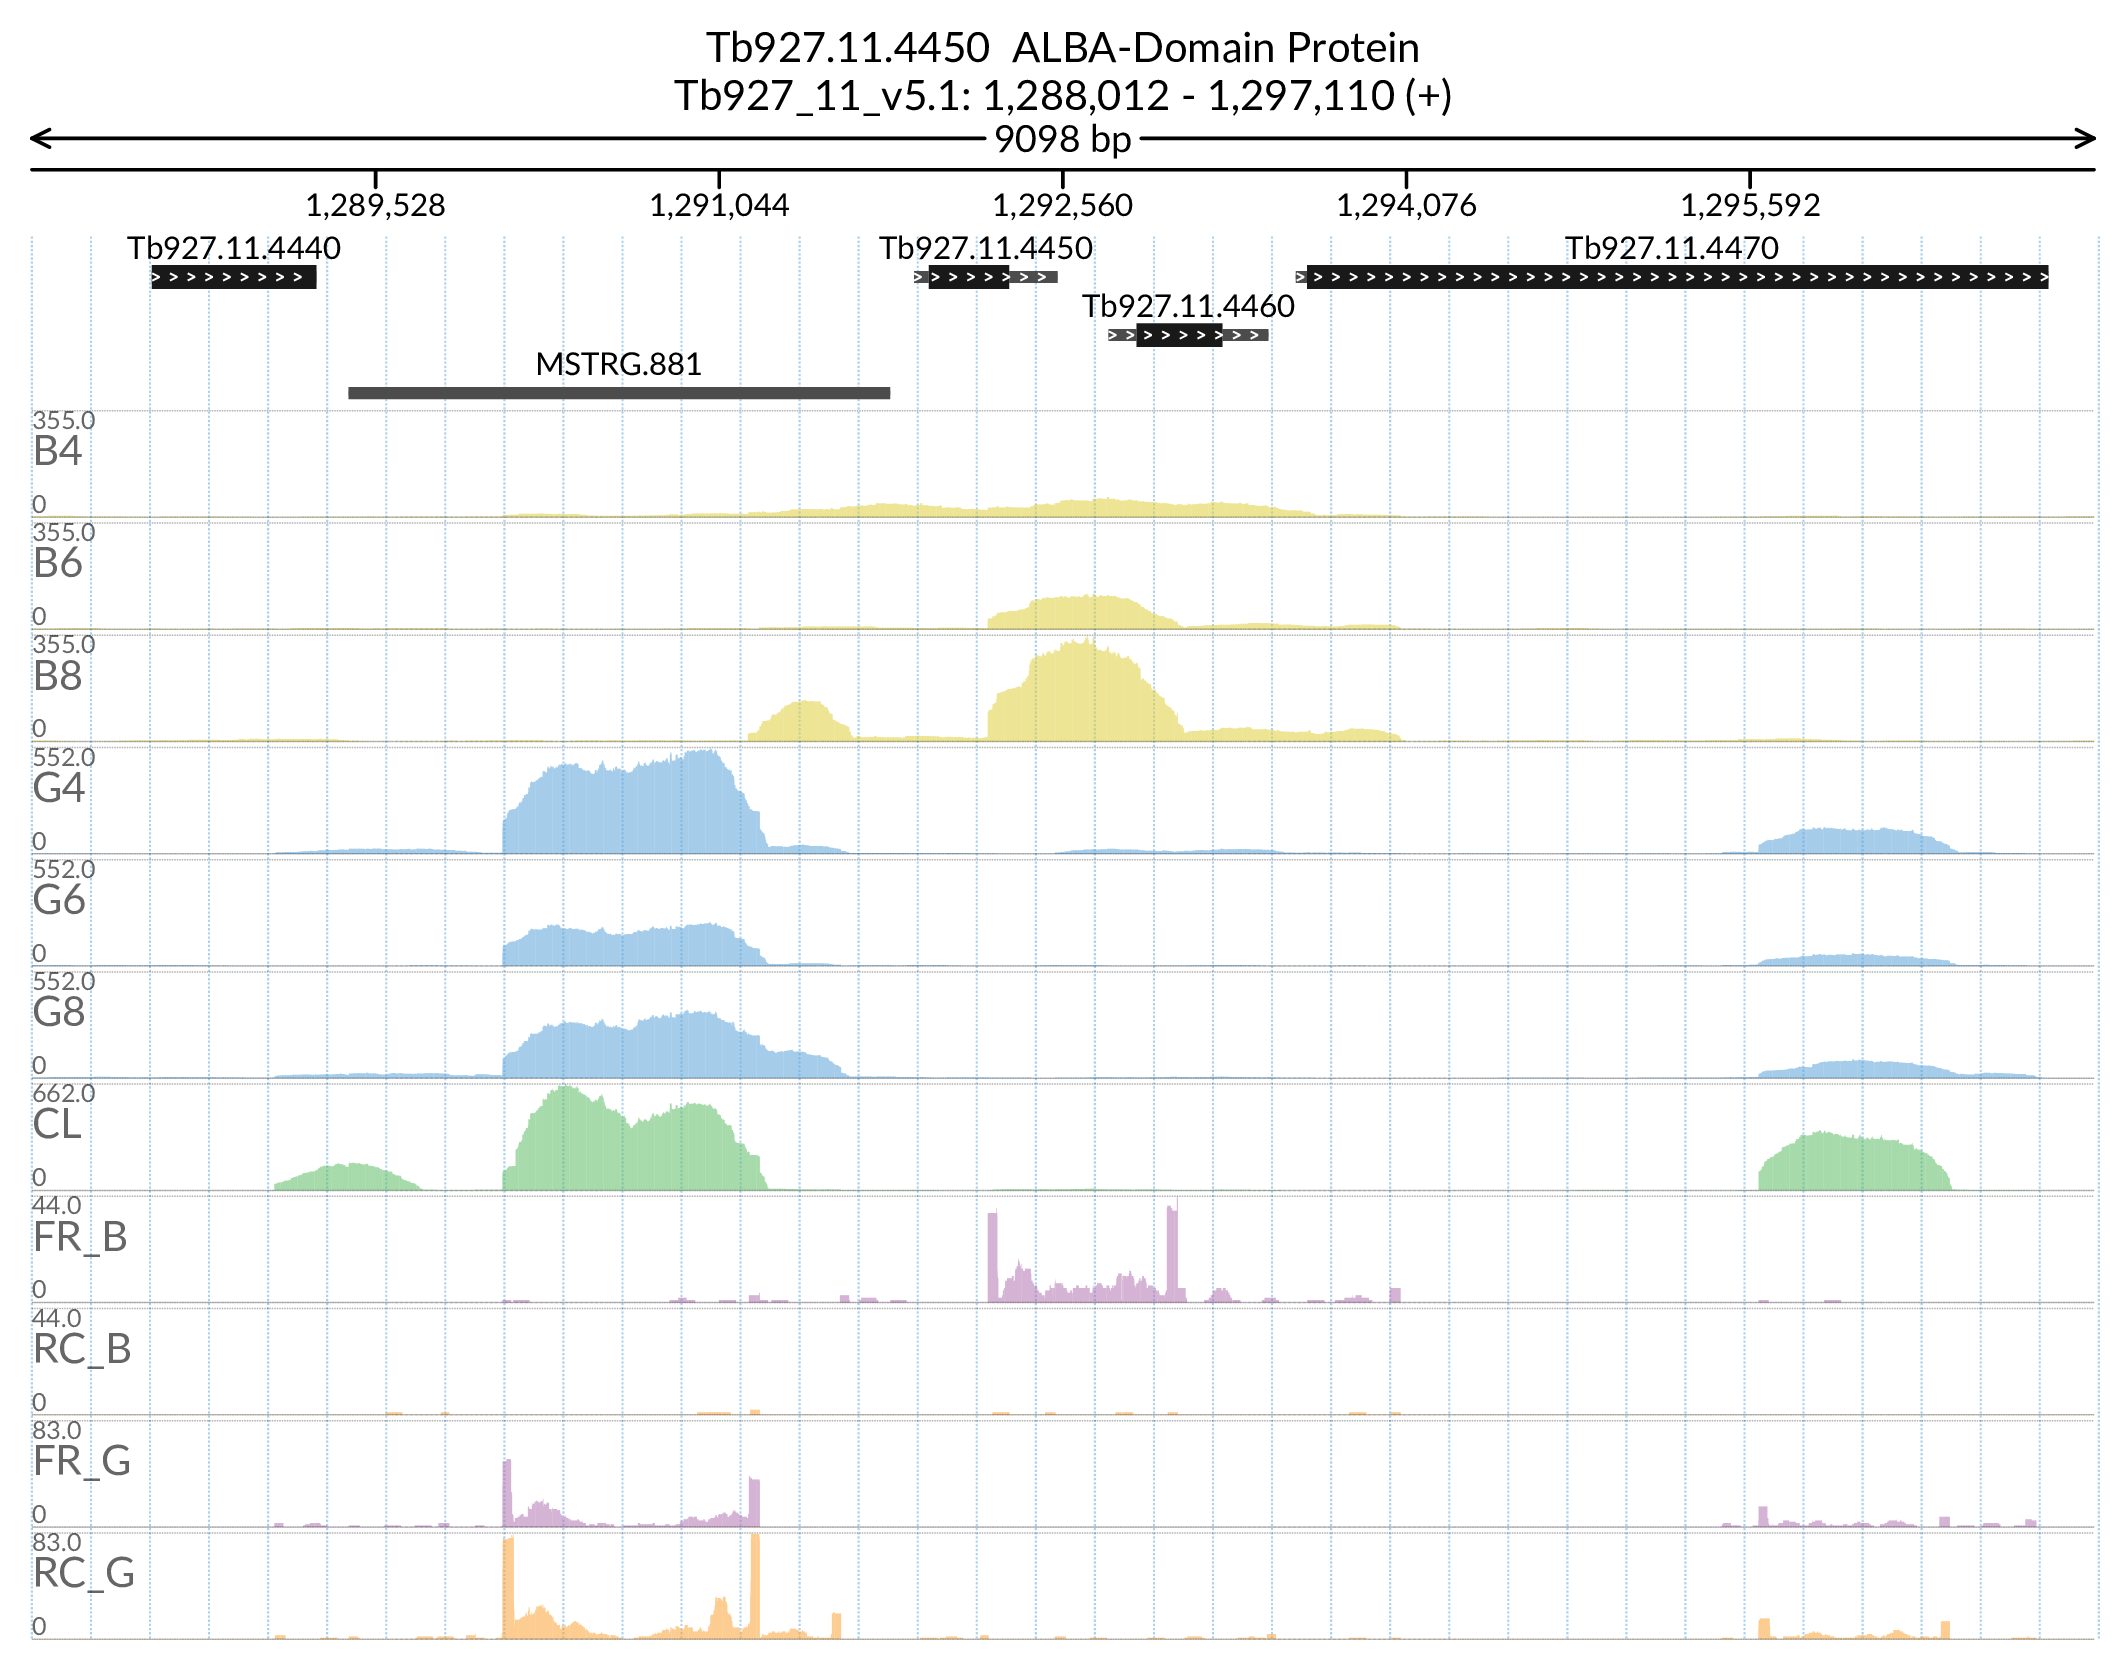 Tb927.11.4450  ALBA-Domain Protein
Tb927_11_v5.1: 1,288,012 - 1,297,110 (+)
9098 bp
1,289,528 1,291,044 1,292,560 1,294,076 1,295,592
Tb927.11.4440 Tb927.11.4450 Tb927.11.4470
Tb927.11.4460
MSTRG.881
355.0
B4
0
355.0
B6
0
355.0
B8
0
552.0
G4
0
552.0
G6
0
552.0
G8
0
662.0
CL
0
44.0
FR_B
0
44.0
RC_B
0
83.0
FR_G
0
83.0
RC_G
0